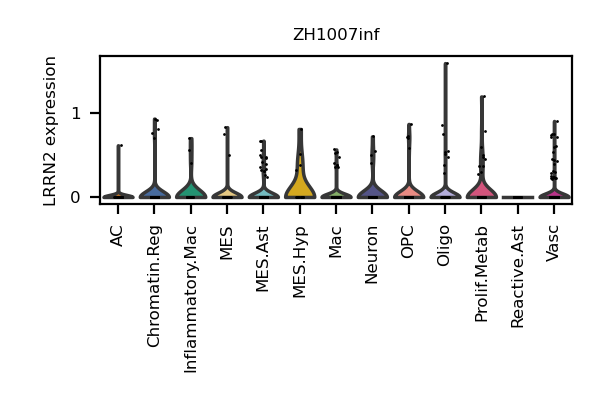 ZH1007inf
LRRN2 expression
1
0
AC
Chromatin.Reg
Inflammatory.Mac
MES
MES.Ast
MES.Hyp
Mac
Neuron
OPC
Oligo
Prolif.Metab
Reactive.Ast
Vasc